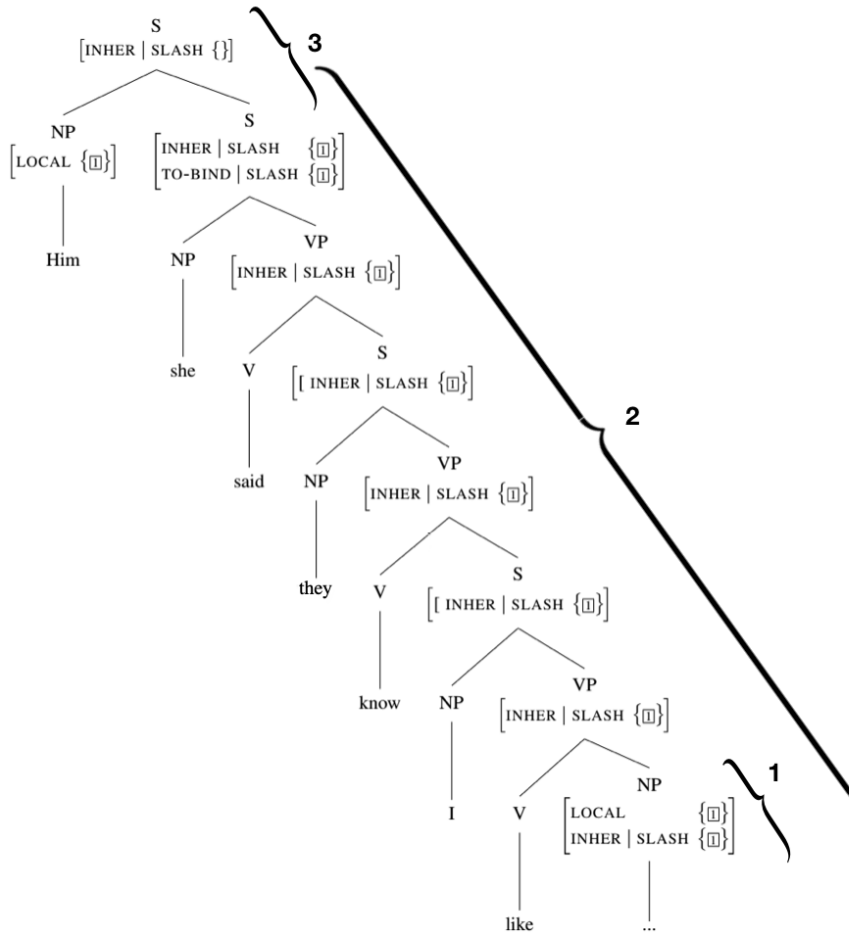 S 3
[INHER | SLASH {}]
NP S
[LOCAL {1}] [INHER | SLASH {1}
TO-BIND | SLASH {1}]
Him NP VP
[INHER | SLASH {1}]
she V S
[[ INHER | SLASH {1}] 2
said NP VP
[INHER | SLASH {1}]
they V S
[[ INHER | SLASH {1}]
know NP VP
[INHER | SLASH {1}]
1
I V NP
[LOCAL {1}
INHER | SLASH {1}]
like ...